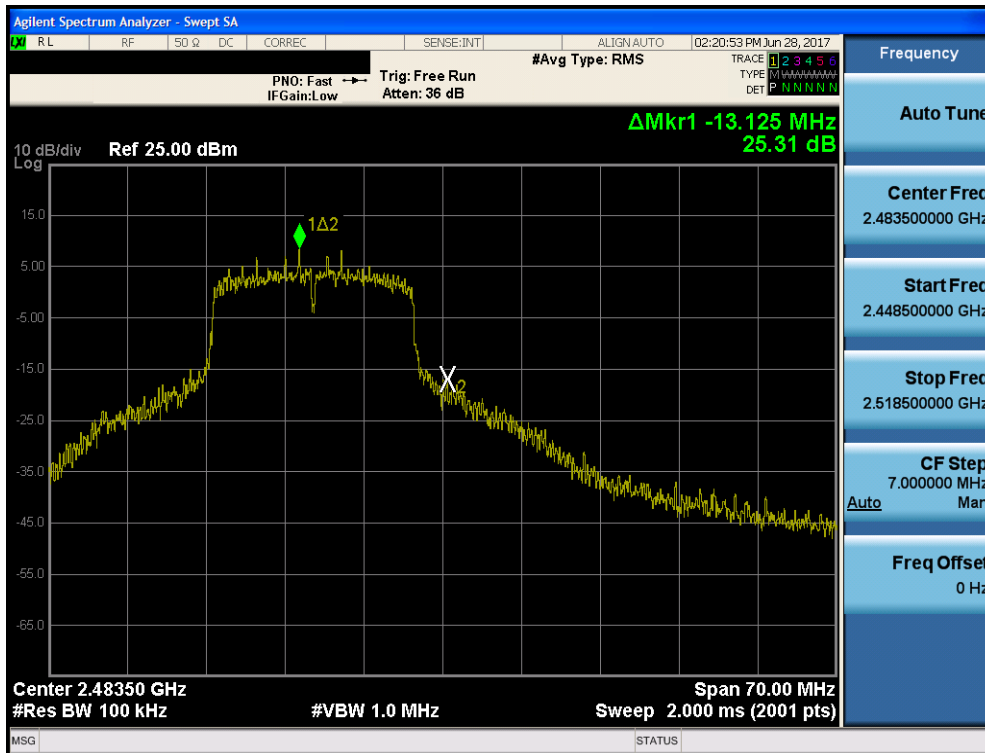 Agilent Spectrum Analyzer - Swept SA
LXI RL RF 50 Ω DC CORREC SENSE:INT ALIGN AUTO 02:20:53 PM Jun 28, 2017
#Avg Type: RMS TRACE 1 2 3 4 5 6
PNO: Fast Trig: Free Run TYPE M WWWWW
IFGain:Low Atten: 36 dB DET P N N N N N
ΔMkr1 -13.125 MHz
25.31 dB
10 dB/div Ref 25.00 dBm
Log
15.0
1Δ2
5.00
-5.00
-15.0
2
-25.0
-35.0
-45.0
-55.0
-65.0
Center 2.48350 GHz Span 70.00 MHz
#Res BW 100 kHz #VBW 1.0 MHz Sweep 2.000 ms (2001 pts)
MSG STATUS
Frequency
Auto Tune
Center Freq
2.483500000 GHz
Start Freq
2.448500000 GHz
Stop Freq
2.518500000 GHz
CF Step
7.000000 MHz
Auto Man
Freq Offset
0 Hz